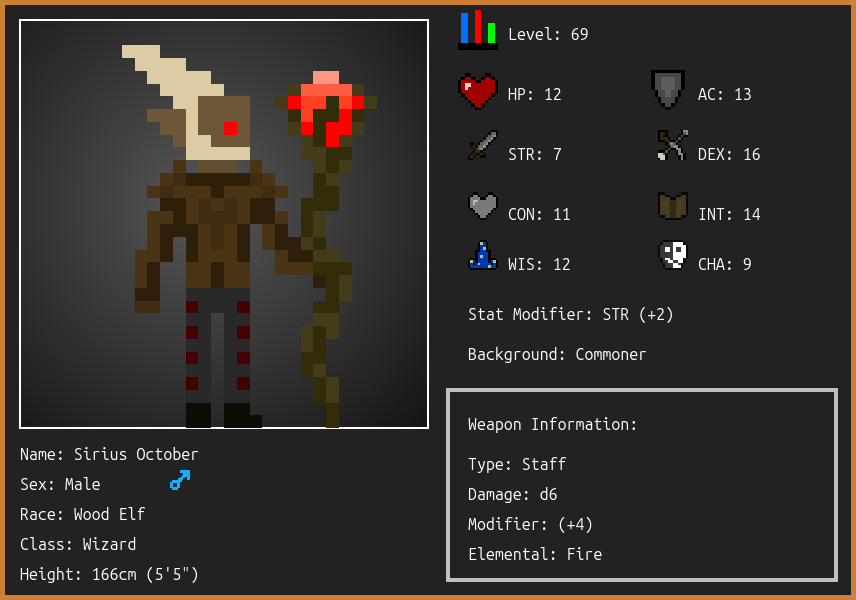 Level: 69
HP: 12
AC: 13
STR: 7
DEX: 16
CON: 11
INT: 14
WIS: 12
CHA: 9
Stat Modifier: STR (+2)
Background: Commoner
Weapon Information:
Type: Staff
Damage: d6
Modifier: (+4)
Elemental: Fire
Name: Sirius October
Sex: Male
Race: Wood Elf
Class: Wizard
Height: 166cm (5'5")